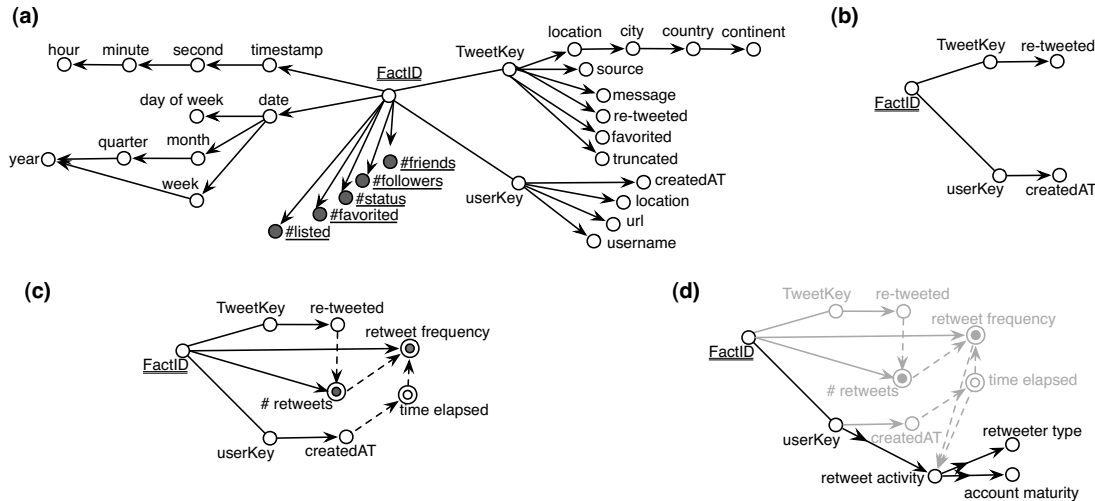 (a)
hour
minute
second
timestamp
FactID
TweetKey
location
city
country
continent
source
message
re-tweeted
favorited
truncated
day of week
date
year
quarter
month
week
#friends
#followers
#status
#favorited
#listed
userKey
createdAT
location
url
username
(b)
TweetKey
re-tweeted
FactID
userKey
createdAT
(c)
TweetKey
re-tweeted
retweet frequency
FactID
# retweets
time elapsed
userKey
createdAT
(d)
TweetKey
re-tweeted
retweet frequency
FactID
# retweets
time elapsed
userKey
createdAT
retweeter type
retweet activity
account maturity